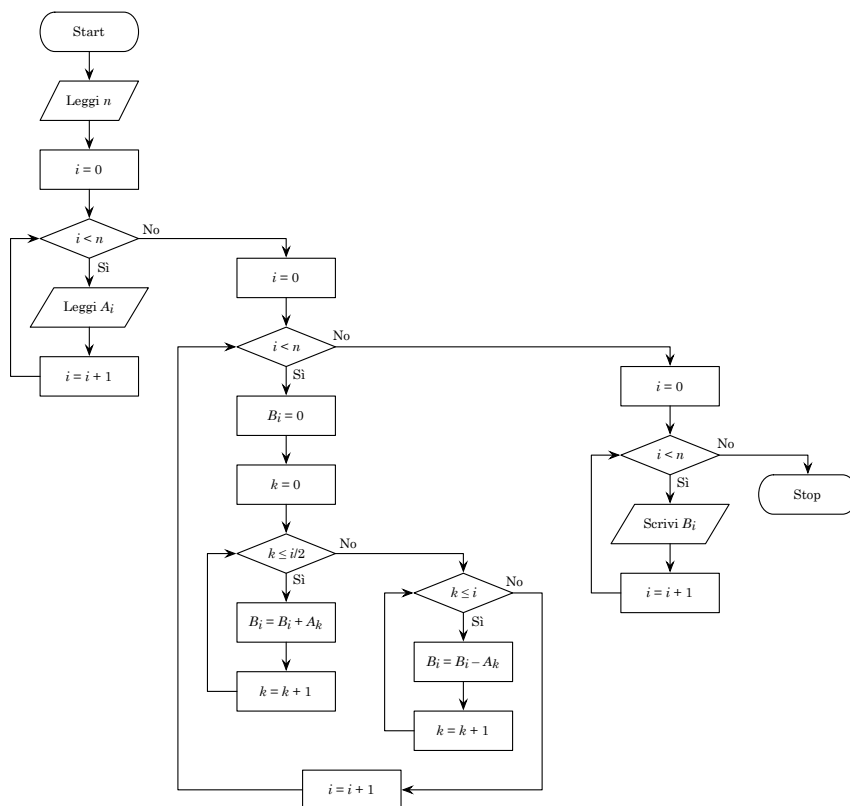 Start
Leggi n
i = 0
i < n
No
Sì
Leggi A_i
i = i + 1
i = 0
i < n
No
Sì
B_i = 0
k = 0
k ≤ i/2
No
Sì
B_i = B_i + A_k
k = k + 1
k ≤ i
No
Sì
B_i = B_i − A_k
k = k + 1
i = i + 1
i = 0
i < n
No
Sì
Stop
Scrivi B_i
i = i + 1